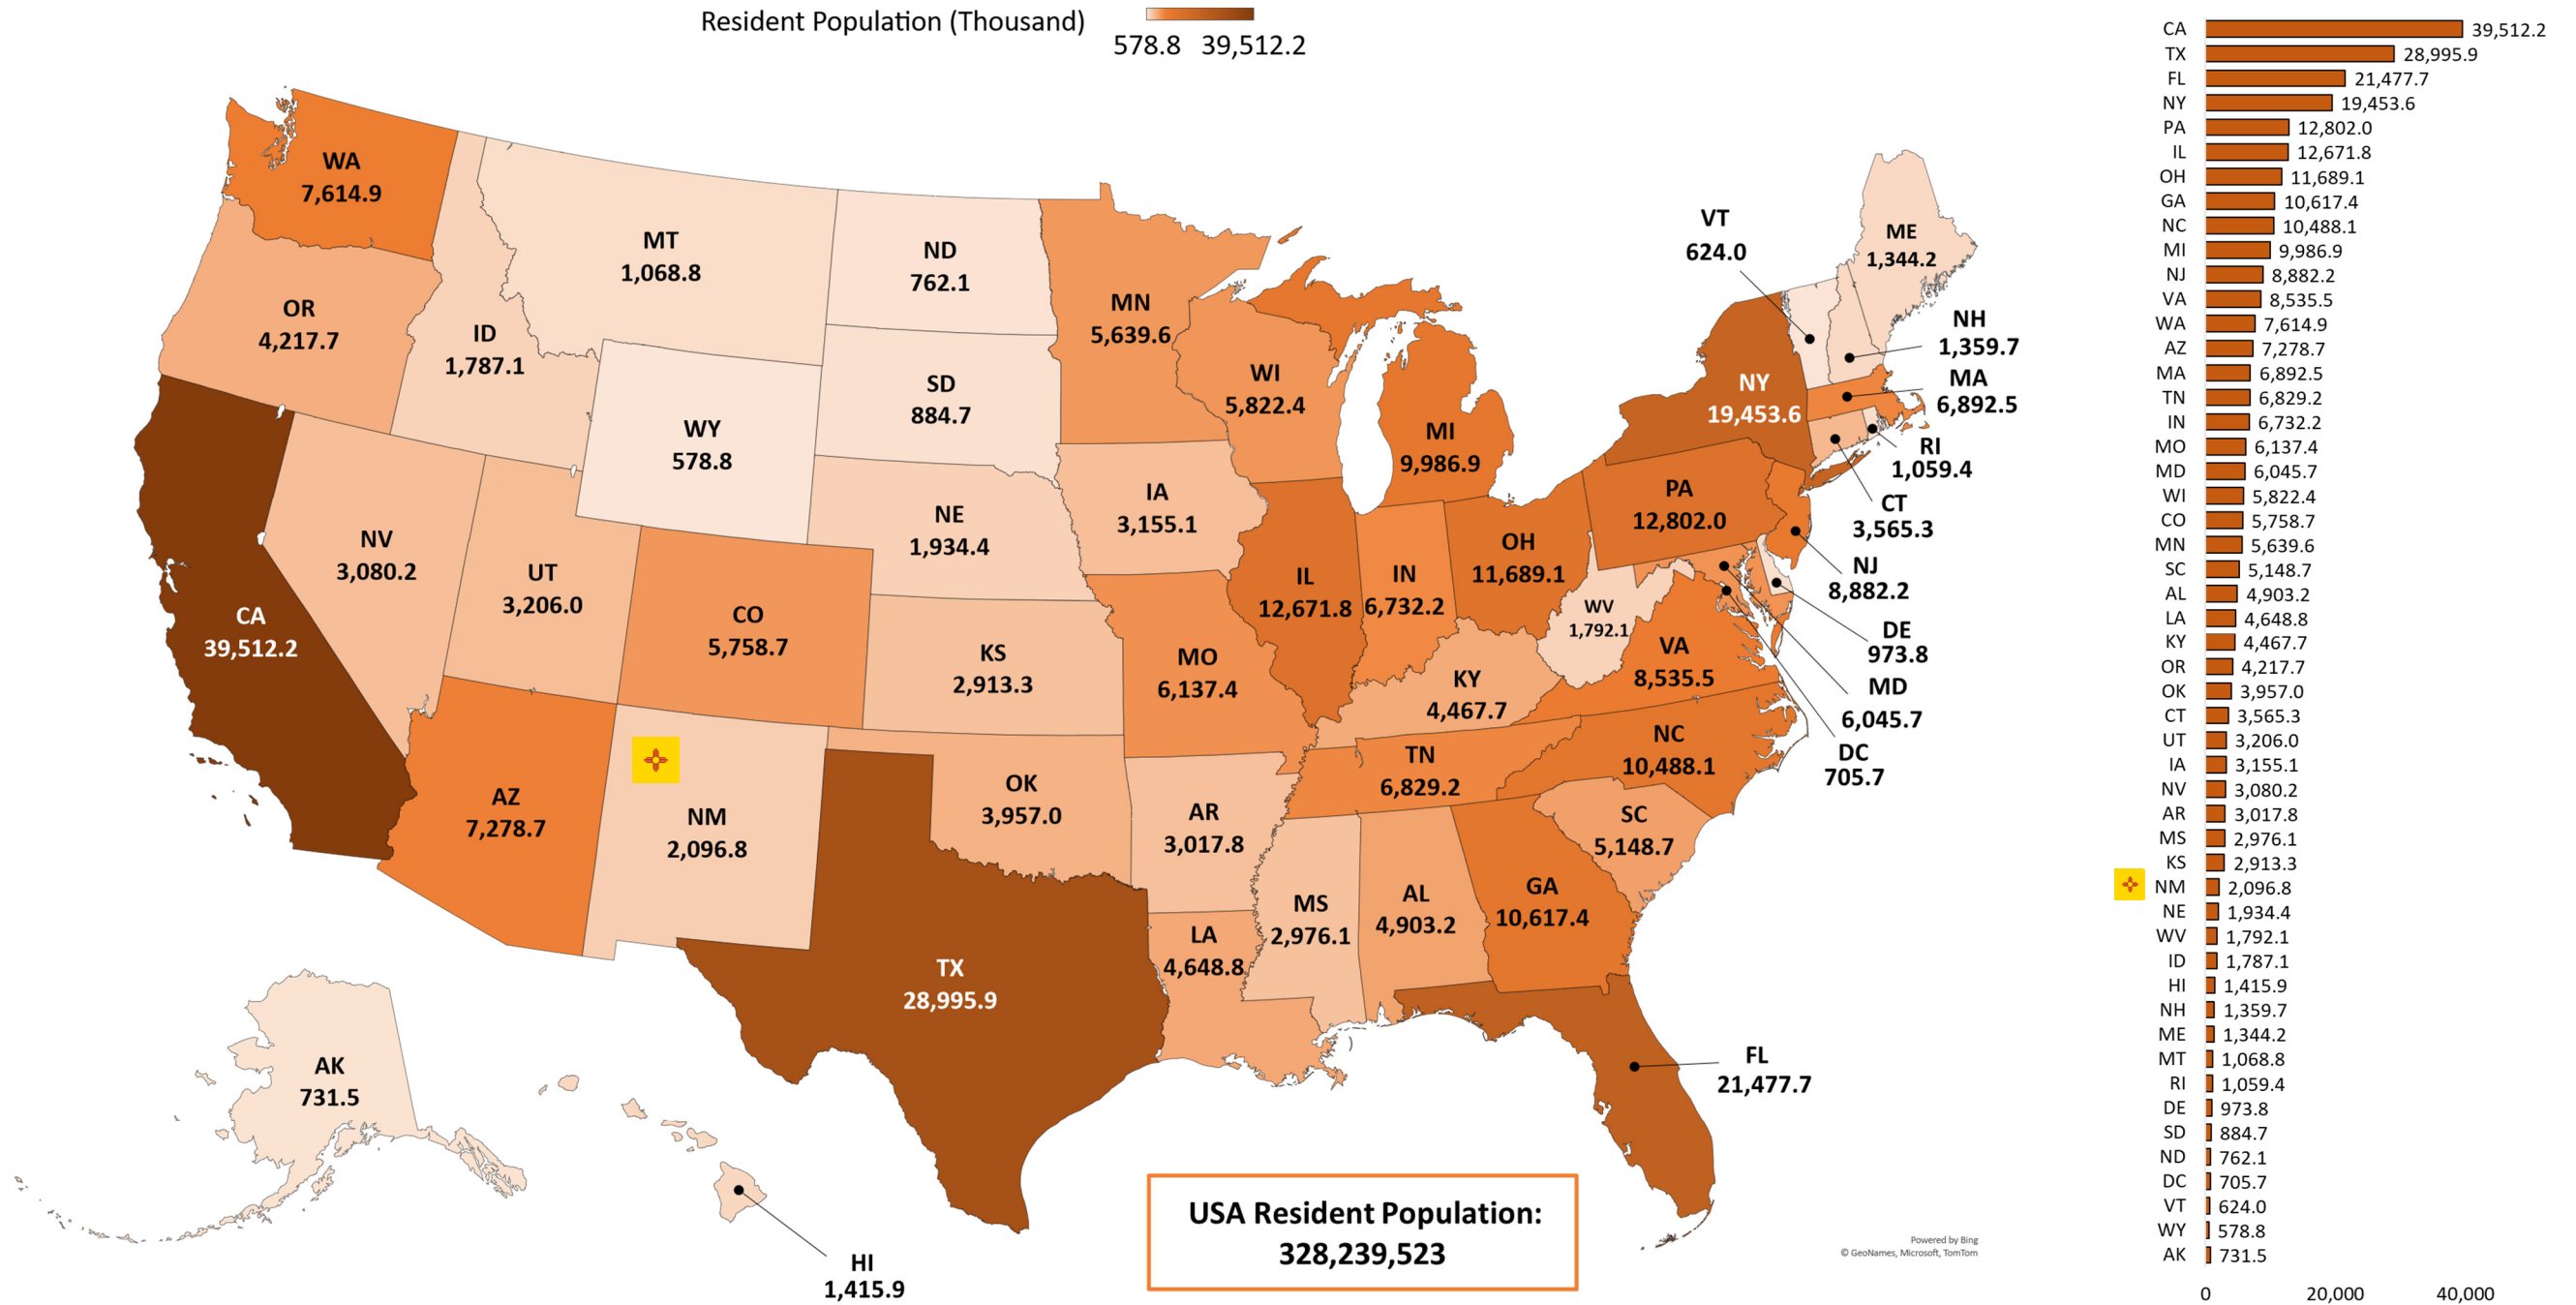 Resident Population (Thousand)
578.8 39,512.2
WA
7,614.9
OR
4,217.7
CA
39,512.2
ID
1,787.1
NV
3,080.2
MT
1,068.8
WY
578.8
UT
3,206.0
AZ
7,278.7
CO
5,758.7
NM
2,096.8
ND
762.1
SD
884.7
NE
1,934.4
KS
2,913.3
OK
3,957.0
TX
28,995.9
MN
5,639.6
IA
3,155.1
MO
6,137.4
AR
3,017.8
LA
4,648.8
WI
5,822.4
IL
12,671.8
MI
9,986.9
IN
6,732.2
OH
11,689.1
KY
4,467.7
TN
6,829.2
MS
2,976.1
AL
4,903.2
GA
10,617.4
SC
5,148.7
NC
10,488.1
VA
8,535.5
WV
1,792.1
PA
12,802.0
NY
19,453.6
VT
624.0
ME
1,344.2
NH
1,359.7
MA
6,892.5
RI
1,059.4
CT
3,565.3
NJ
8,882.2
DE
973.8
MD
6,045.7
DC
705.7
FL
21,477.7
AK
731.5
HI
1,415.9
USA Resident Population:
328,239,523
Powered by Bing
© GeoNames, Microsoft, TomTom
CA 39,512.2
TX 28,995.9
FL 21,477.7
NY 19,453.6
PA 12,802.0
IL 12,671.8
OH 11,689.1
GA 10,617.4
NC 10,488.1
MI 9,986.9
NJ 8,882.2
VA 8,535.5
WA 7,614.9
AZ 7,278.7
MA 6,892.5
TN 6,829.2
IN 6,732.2
MO 6,137.4
MD 6,045.7
WI 5,822.4
CO 5,758.7
MN 5,639.6
SC 5,148.7
AL 4,903.2
LA 4,648.8
KY 4,467.7
OR 4,217.7
OK 3,957.0
CT 3,565.3
UT 3,206.0
IA 3,155.1
NV 3,080.2
AR 3,017.8
MS 2,976.1
KS 2,913.3
NM 2,096.8
NE 1,934.4
WV 1,792.1
ID 1,787.1
HI 1,415.9
NH 1,359.7
ME 1,344.2
MT 1,068.8
RI 1,059.4
DE 973.8
SD 884.7
ND 762.1
DC 705.7
VT 624.0
WY 578.8
AK 731.5
0 20,000 40,000